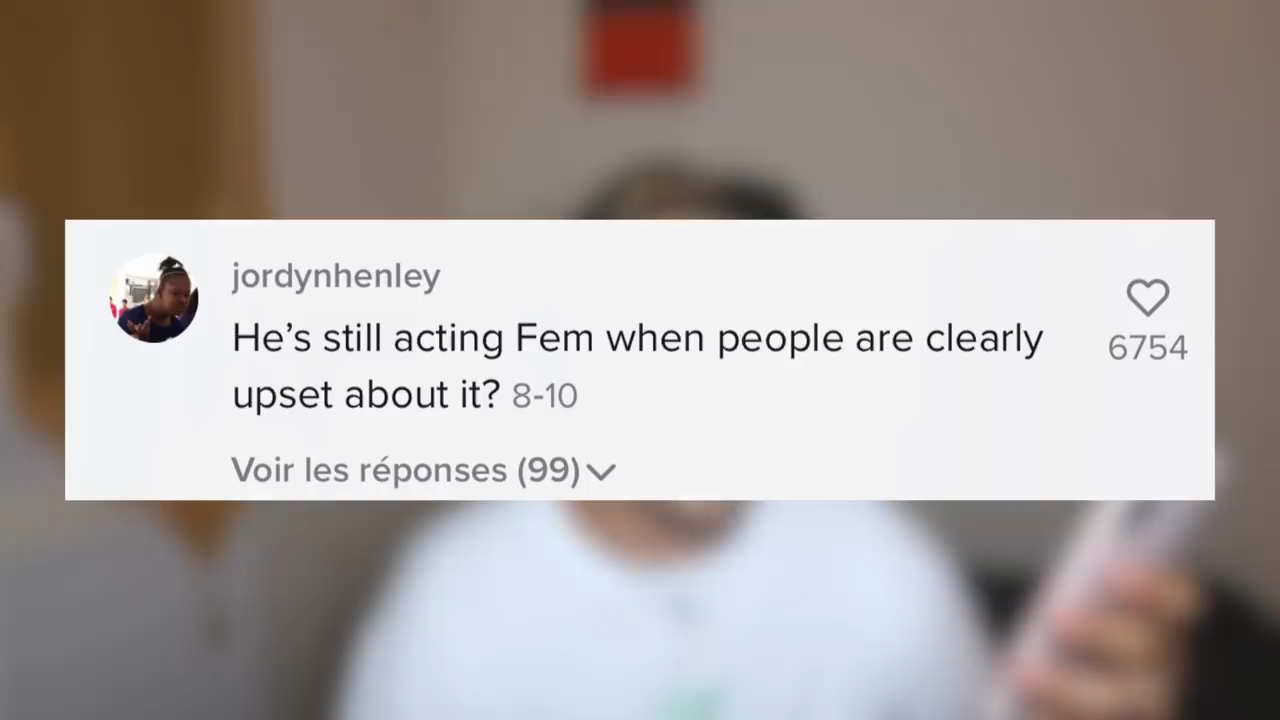 jordynhenley
He’s still acting Fem when people are clearly
upset about it? 8-10
6754
Voir les réponses (99)